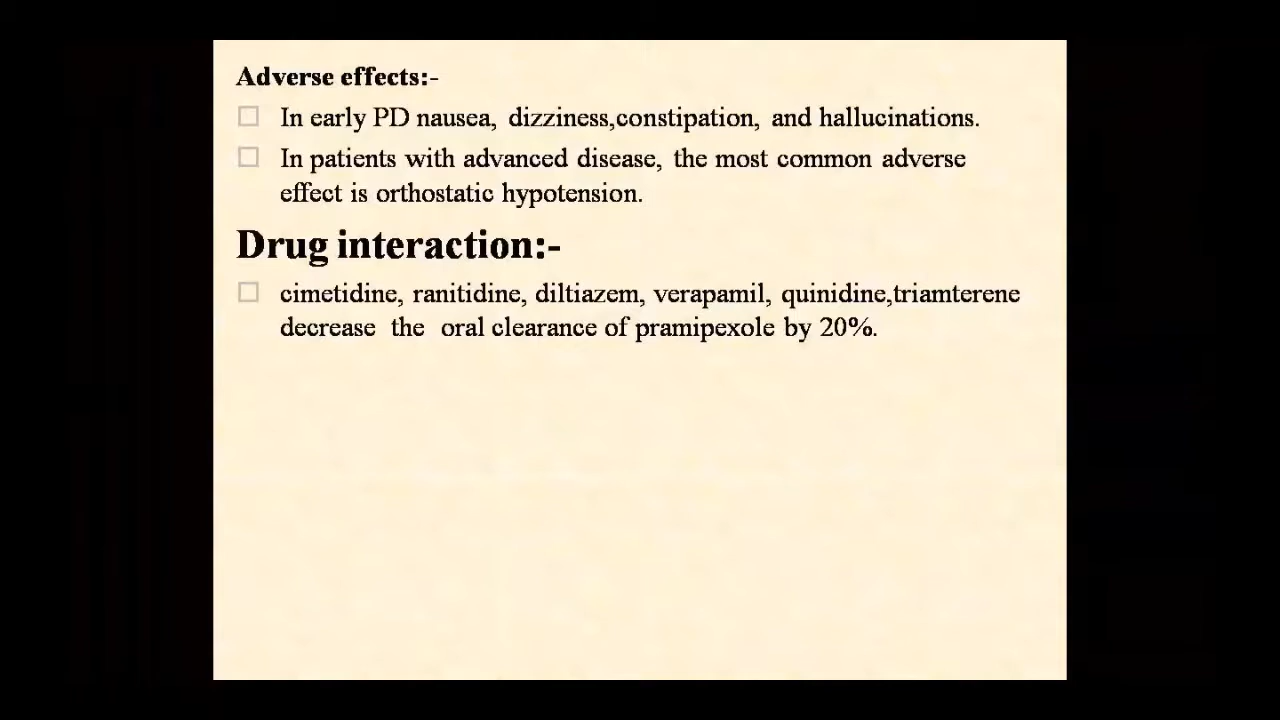 Adverse effects:-
In early PD nausea, dizziness,constipation, and hallucinations.
In patients with advanced disease, the most common adverse
effect is orthostatic hypotension.
Drug interaction:-
cimetidine, ranitidine, diltiazem, verapamil, quinidine,triamterene
decrease the oral clearance of pramipexole by 20%.